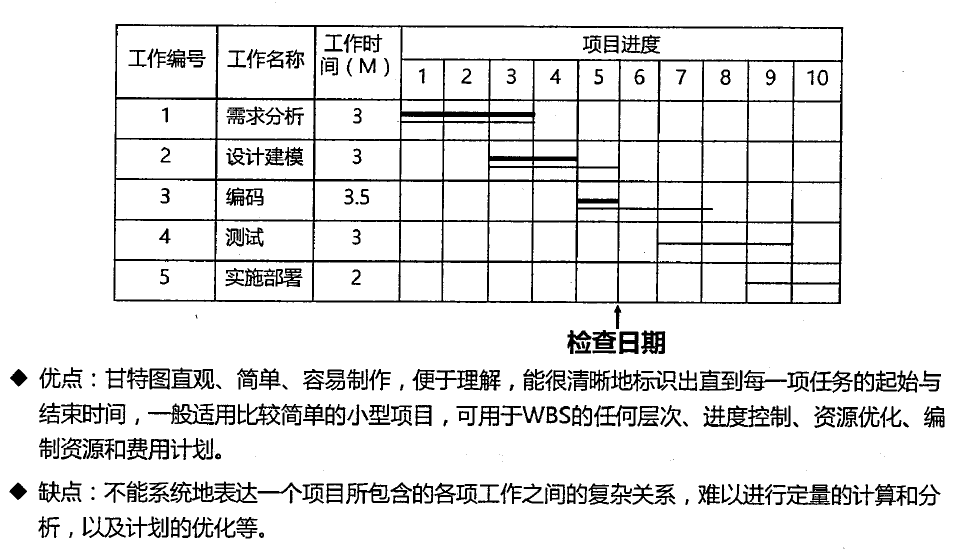 工作编号 工作名称 工作时间(M) 项目进度
1 2 3 4 5 6 7 8 9 10
1 需求分析 3
2 设计建模 3
3 编码 3.5
4 测试 3
5 实施部署 2
检查日期
◆ 优点：甘特图直观、简单、容易制作，便于理解，能很清晰地标识出直到每一项任务的起始与
结束时间，一般适用比较简单的小型项目，可用于WBS的任何层次、进度控制、资源优化、编
制资源和费用计划。
◆ 缺点：不能系统地表达一个项目所包含的各项工作之间的复杂关系，难以进行定量的计算和分
析，以及计划的优化等。